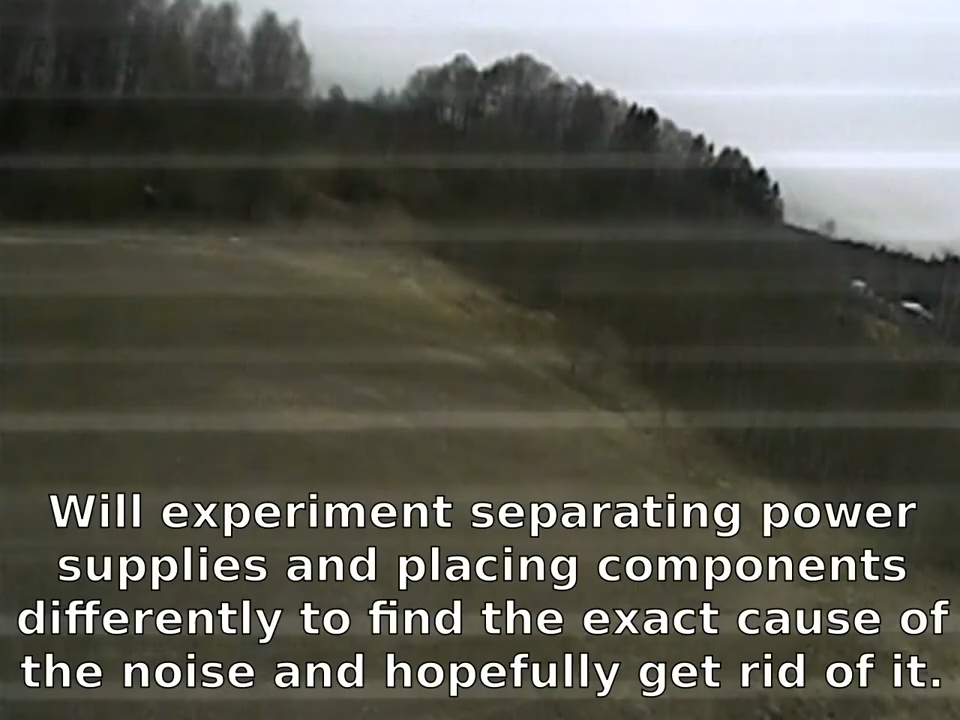 Will experiment separating power
supplies and placing components
differently to find the exact cause of
the noise and hopefully get rid of it.